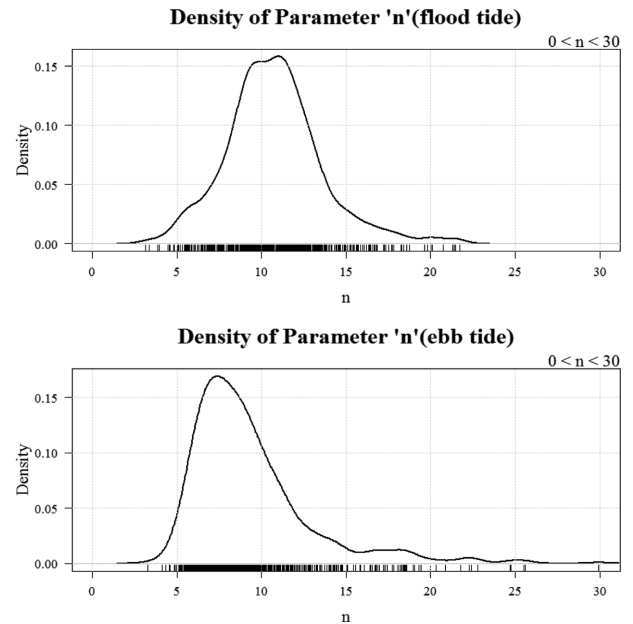 Density of Parameter 'n'(flood tide)
0 < n < 30
Density
0.15
0.10
0.05
0.00
0 5 10 15 20 25 30
n
Density of Parameter 'n'(ebb tide)
0 < n < 30
Density
0.15
0.10
0.05
0.00
0 5 10 15 20 25 30
n